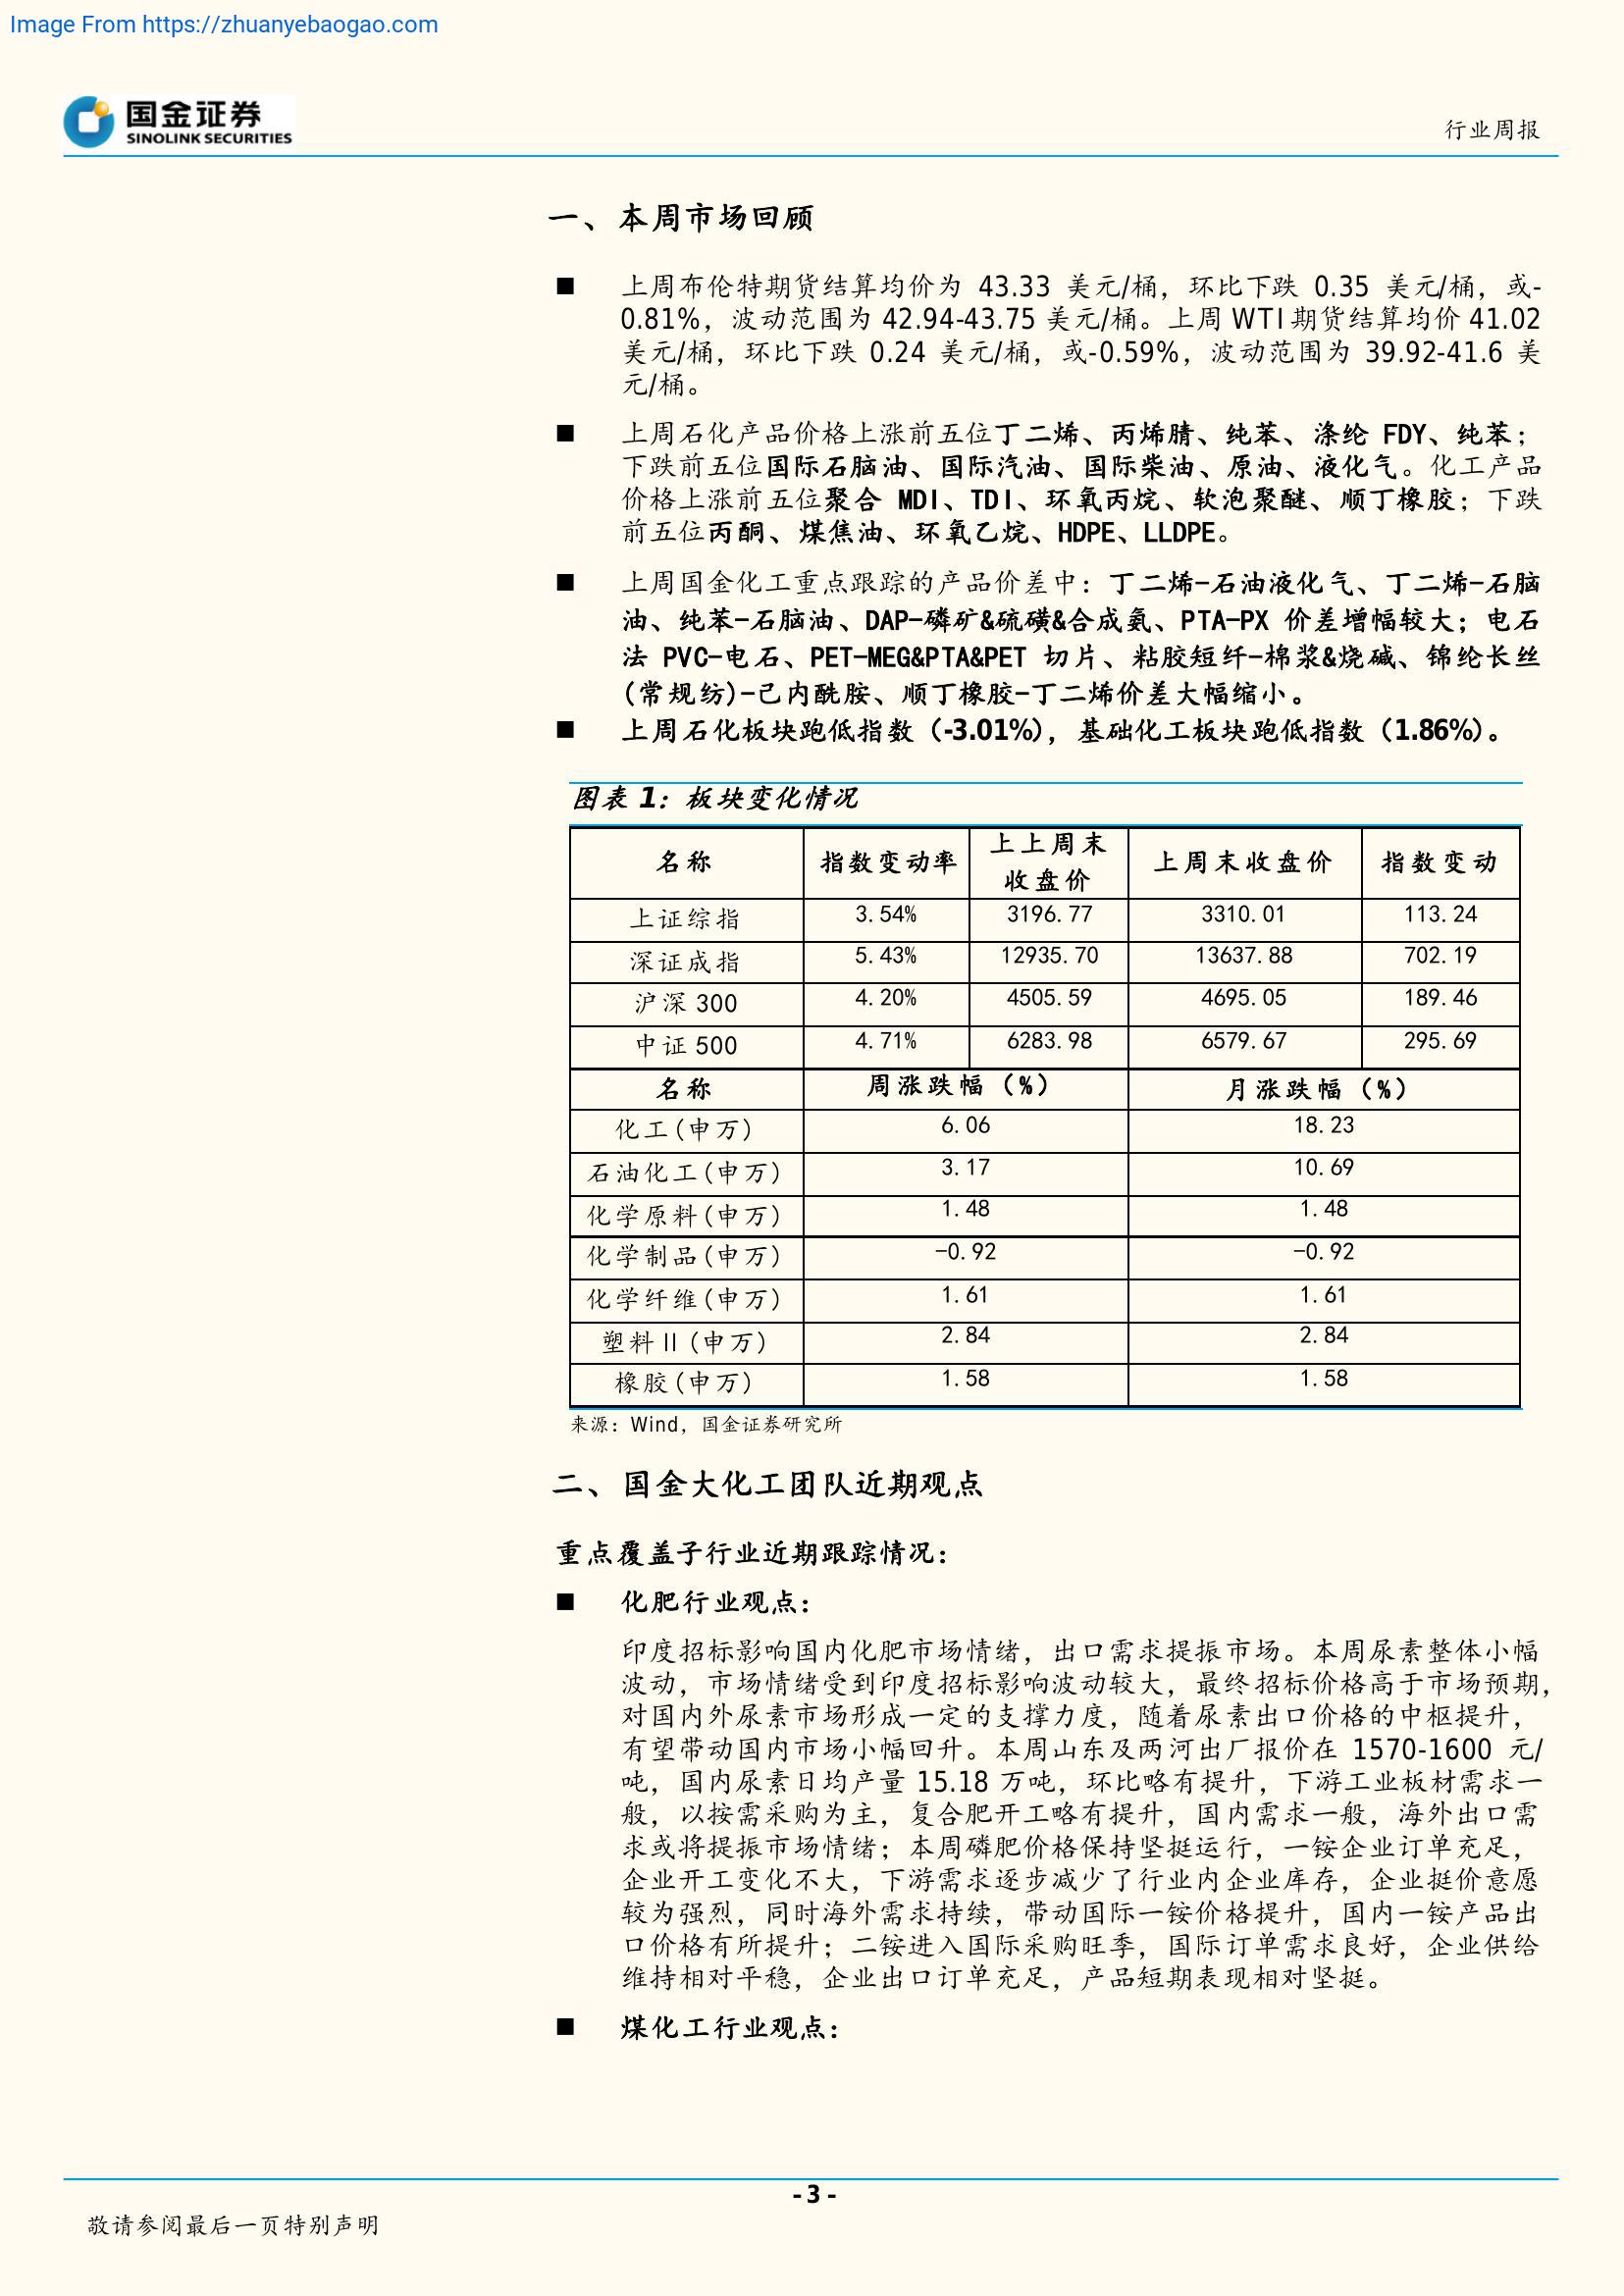 Image From https://zhuanyebaogao.com
国金证券
SINOLINK SECURITIES
行业周报
一、本周市场回顾
■ 上周布伦特期货结算均价为 43.33 美元/桶，环比下跌 0.35 美元/桶，或-
0.81%，波动范围为 42.94-43.75 美元/桶。上周 WTI 期货结算均价 41.02
美元/桶，环比下跌 0.24 美元/桶，或-0.59%，波动范围为 39.92-41.6 美
元/桶。
■ 上周石化产品价格上涨前五位丁二烯、丙烯腈、纯苯、涤纶 FDY、纯苯；
下跌前五位国际石脑油、国际汽油、国际柴油、原油、液化气。化工产品
价格上涨前五位聚合 MDI、TDI、环氧丙烷、软泡聚醚、顺丁橡胶；下跌
前五位丙酮、煤焦油、环氧乙烷、HDPE、LLDPE。
■ 上周国金化工重点跟踪的产品价差中：丁二烯-石油液化气、丁二烯-石脑
油、纯苯-石脑油、DAP-磷矿&硫磺&合成氨、PTA-PX 价差增幅较大；电石
法 PVC-电石、PET-MEG&PTA&PET 切片、粘胶短纤-棉浆&烧碱、锦纶长丝
(常规纺)-己内酰胺、顺丁橡胶-丁二烯价差大幅缩小。
■ 上周石化板块跑低指数（-3.01%），基础化工板块跑低指数（1.86%）。
图表 1：板块变化情况
名称 指数变动率 上上周末收盘价 上周末收盘价 指数变动
上证综指 3.54% 3196.77 3310.01 113.24
深证成指 5.43% 12935.70 13637.88 702.19
沪深 300 4.20% 4505.59 4695.05 189.46
中证 500 4.71% 6283.98 6579.67 295.69
名称 周涨跌幅（%） 月涨跌幅（%）
化工(申万) 6.06 18.23
石油化工(申万) 3.17 10.69
化学原料(申万) 1.48 1.48
化学制品(申万) -0.92 -0.92
化学纤维(申万) 1.61 1.61
塑料II(申万) 2.84 2.84
橡胶(申万) 1.58 1.58
来源：Wind，国金证券研究所
二、国金大化工团队近期观点
重点覆盖子行业近期跟踪情况：
■ 化肥行业观点：
印度招标影响国内化肥市场情绪，出口需求提振市场。本周尿素整体小幅
波动，市场情绪受到印度招标影响波动较大，最终招标价格高于市场预期，
对国内外尿素市场形成一定的支撑力度，随着尿素出口价格的中枢提升，
有望带动国内市场小幅回升。本周山东及两河出厂报价在 1570-1600 元/
吨，国内尿素日均产量 15.18 万吨，环比略有提升，下游工业板材需求一
般，以按需采购为主，复合肥开工略有提升，国内需求一般，海外出口需
求或将提振市场情绪；本周磷肥价格保持坚挺运行，一铵企业订单充足，
企业开工变化不大，下游需求逐步减少了行业内企业库存，企业挺价意愿
较为强烈，同时海外需求持续，带动国际一铵价格提升，国内一铵产品出
口价格有所提升；二铵进入国际采购旺季，国际订单需求良好，企业供给
维持相对平稳，企业出口订单充足，产品短期表现相对坚挺。
■ 煤化工行业观点：
- 3 -
敬请参阅最后一页特别声明